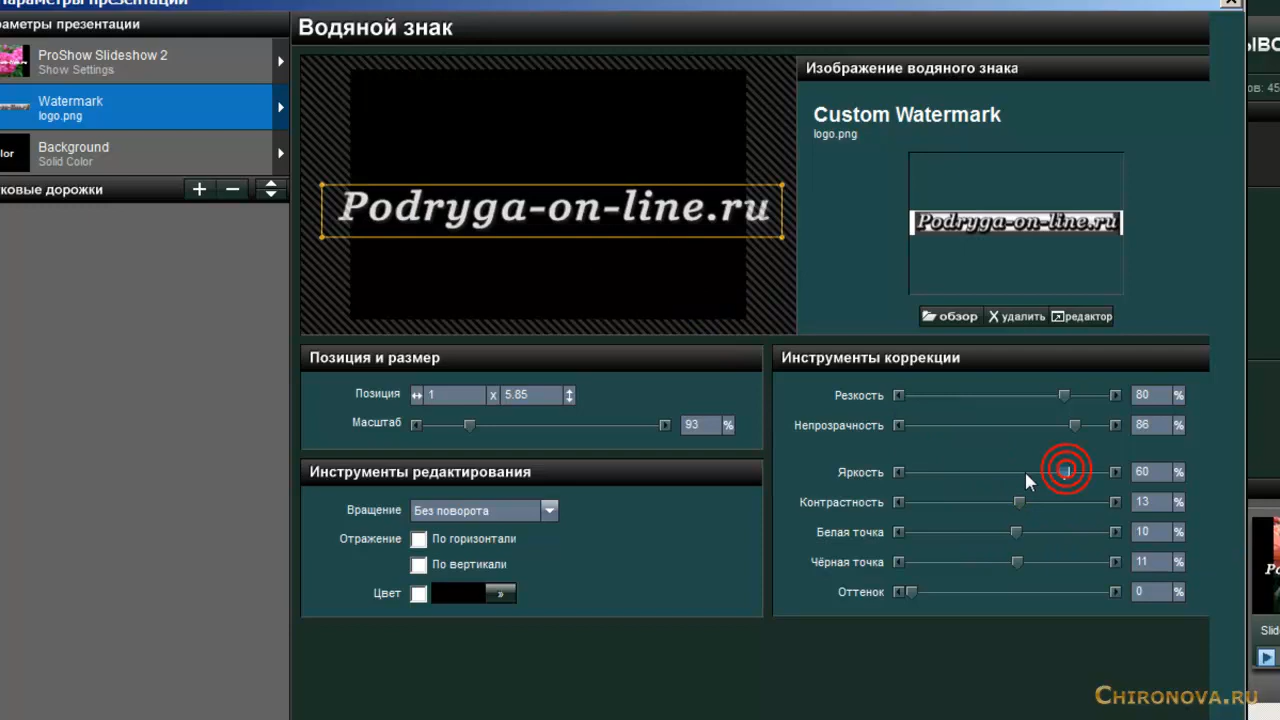 Параметры презентации
ProShow Slideshow 2
Show Settings
Watermark
logo.png
Background
Solid Color
Водяной знак
Podryga-on-line.ru
Изображение водяного знака
Custom Watermark
logo.png
Podryga-on-line.ru
обзор
X удалить
редактор
Позиция и размер
Позиция
1
x
5.85
Масштаб
93
%
Инструменты редактирования
Вращение
Без поворота
Отражение
По горизонтали
По вертикали
Цвет
»
Инструменты коррекции
Резкость
80
%
Непрозрачность
86
%
Яркость
60
%
Контрастность
13
%
Белая точка
10
%
Чёрная точка
11
%
Оттенок
0
%
Chironova.ru